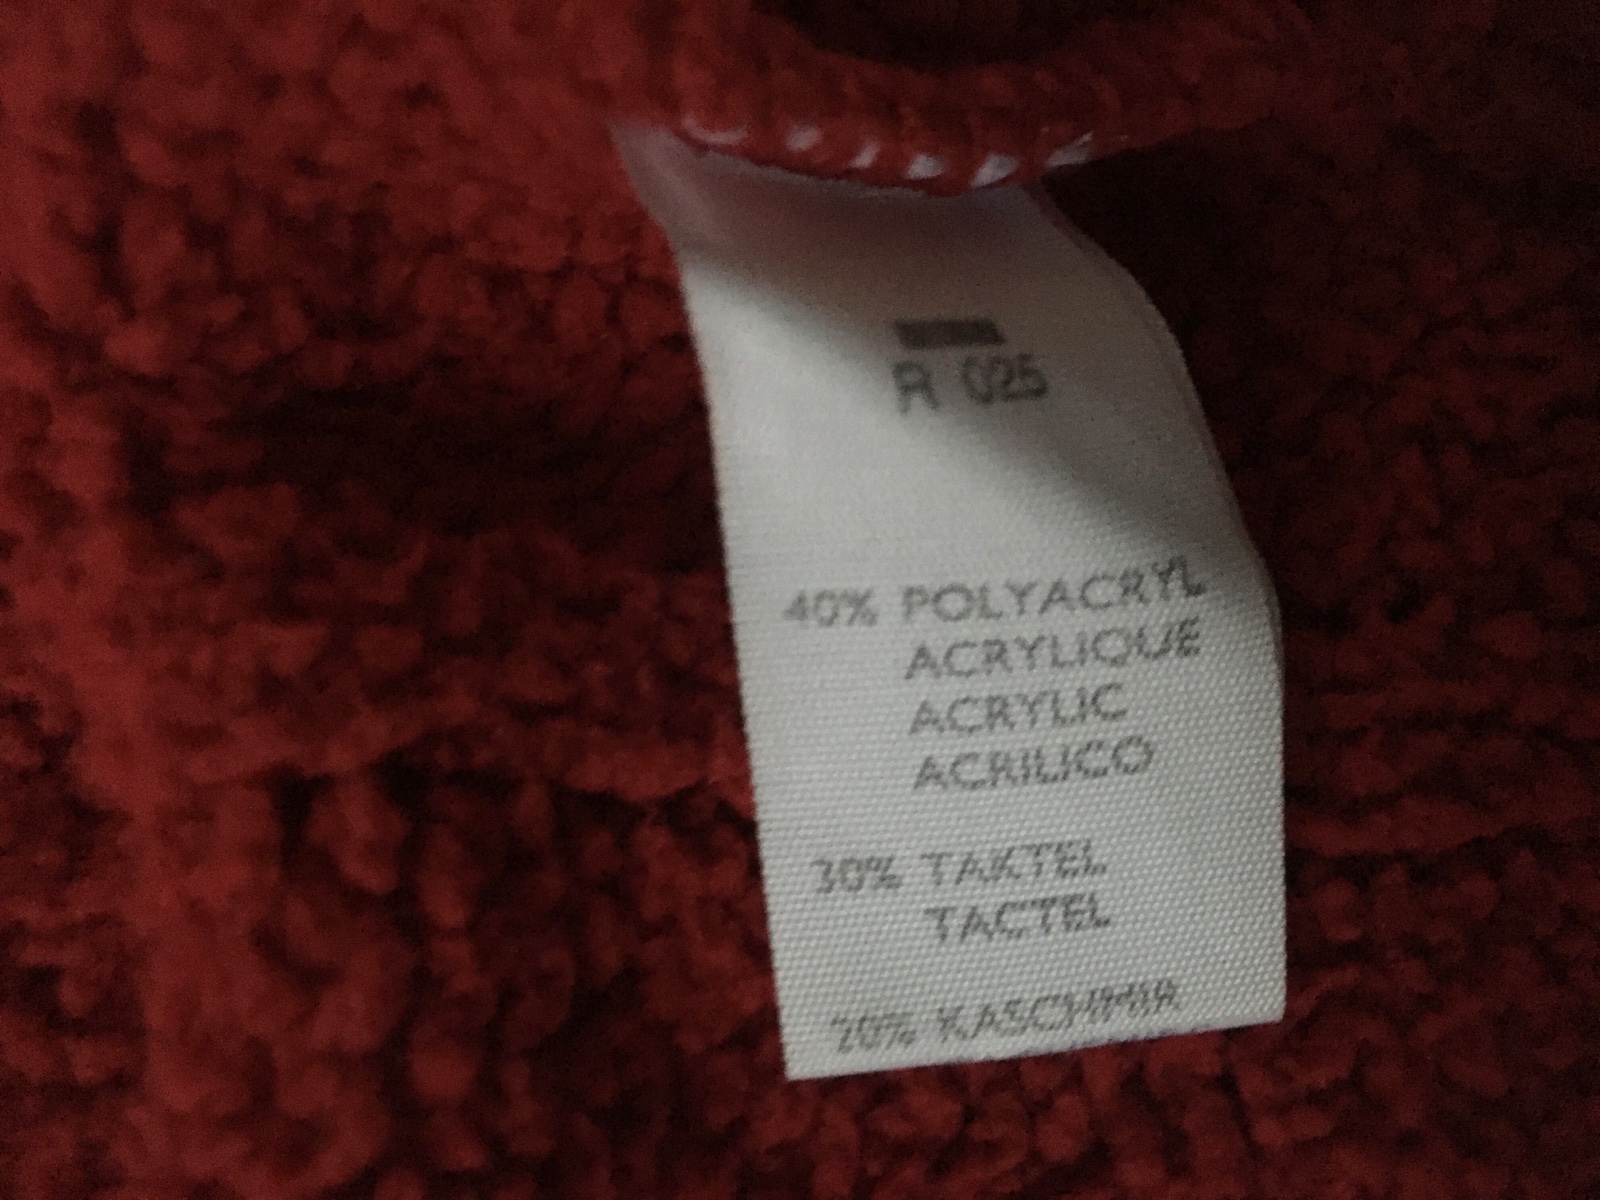 R 025
40% POLYACRYL
ACRYLIQUE
ACRYLIC
ACRILICO
30% TAKTEL
TACTEL
20% KASCHMIR